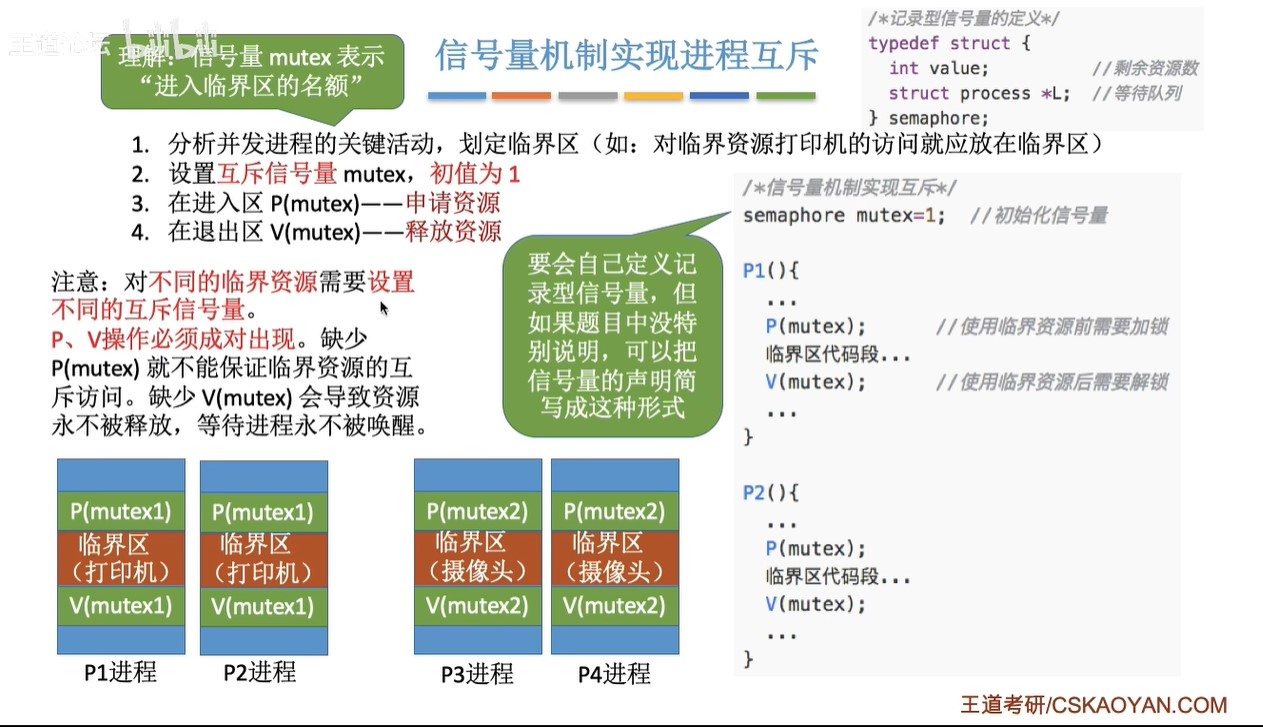 王道论坛 bilibili
理解：信号量 mutex 表示
“进入临界区的名额”
信号量机制实现进程互斥
/*记录型信号量的定义*/
typedef struct {
int value; //剩余资源数
struct process *L; //等待队列
} semaphore;
1. 分析并发进程的关键活动，划定临界区（如：对临界资源打印机的访问就应放在临界区）
2. 设置互斥信号量 mutex，初值为 1
3. 在进入区 P(mutex)——申请资源
4. 在退出区 V(mutex)——释放资源
注意：对不同的临界资源需要设置
不同的互斥信号量。
P、V操作必须成对出现。缺少
P(mutex) 就不能保证临界资源的互
斥访问。缺少 V(mutex) 会导致资源
永不被释放，等待进程永不被唤醒。
要会自己定义记
录型信号量，但
如果题目中没特
别说明，可以把
信号量的声明简
写成这种形式
/*信号量机制实现互斥*/
semaphore mutex=1; //初始化信号量
P1(){
...
P(mutex); //使用临界资源前需要加锁
临界区代码段...
V(mutex); //使用临界资源后需要解锁
...
}
P2(){
...
P(mutex);
临界区代码段...
V(mutex);
...
}
P(mutex1)
临界区
（打印机）
V(mutex1)
P1进程
P(mutex1)
临界区
（打印机）
V(mutex1)
P2进程
P(mutex2)
临界区
（摄像头）
V(mutex2)
P3进程
P(mutex2)
临界区
（摄像头）
V(mutex2)
P4进程
王道考研/CSKAOYAN.COM